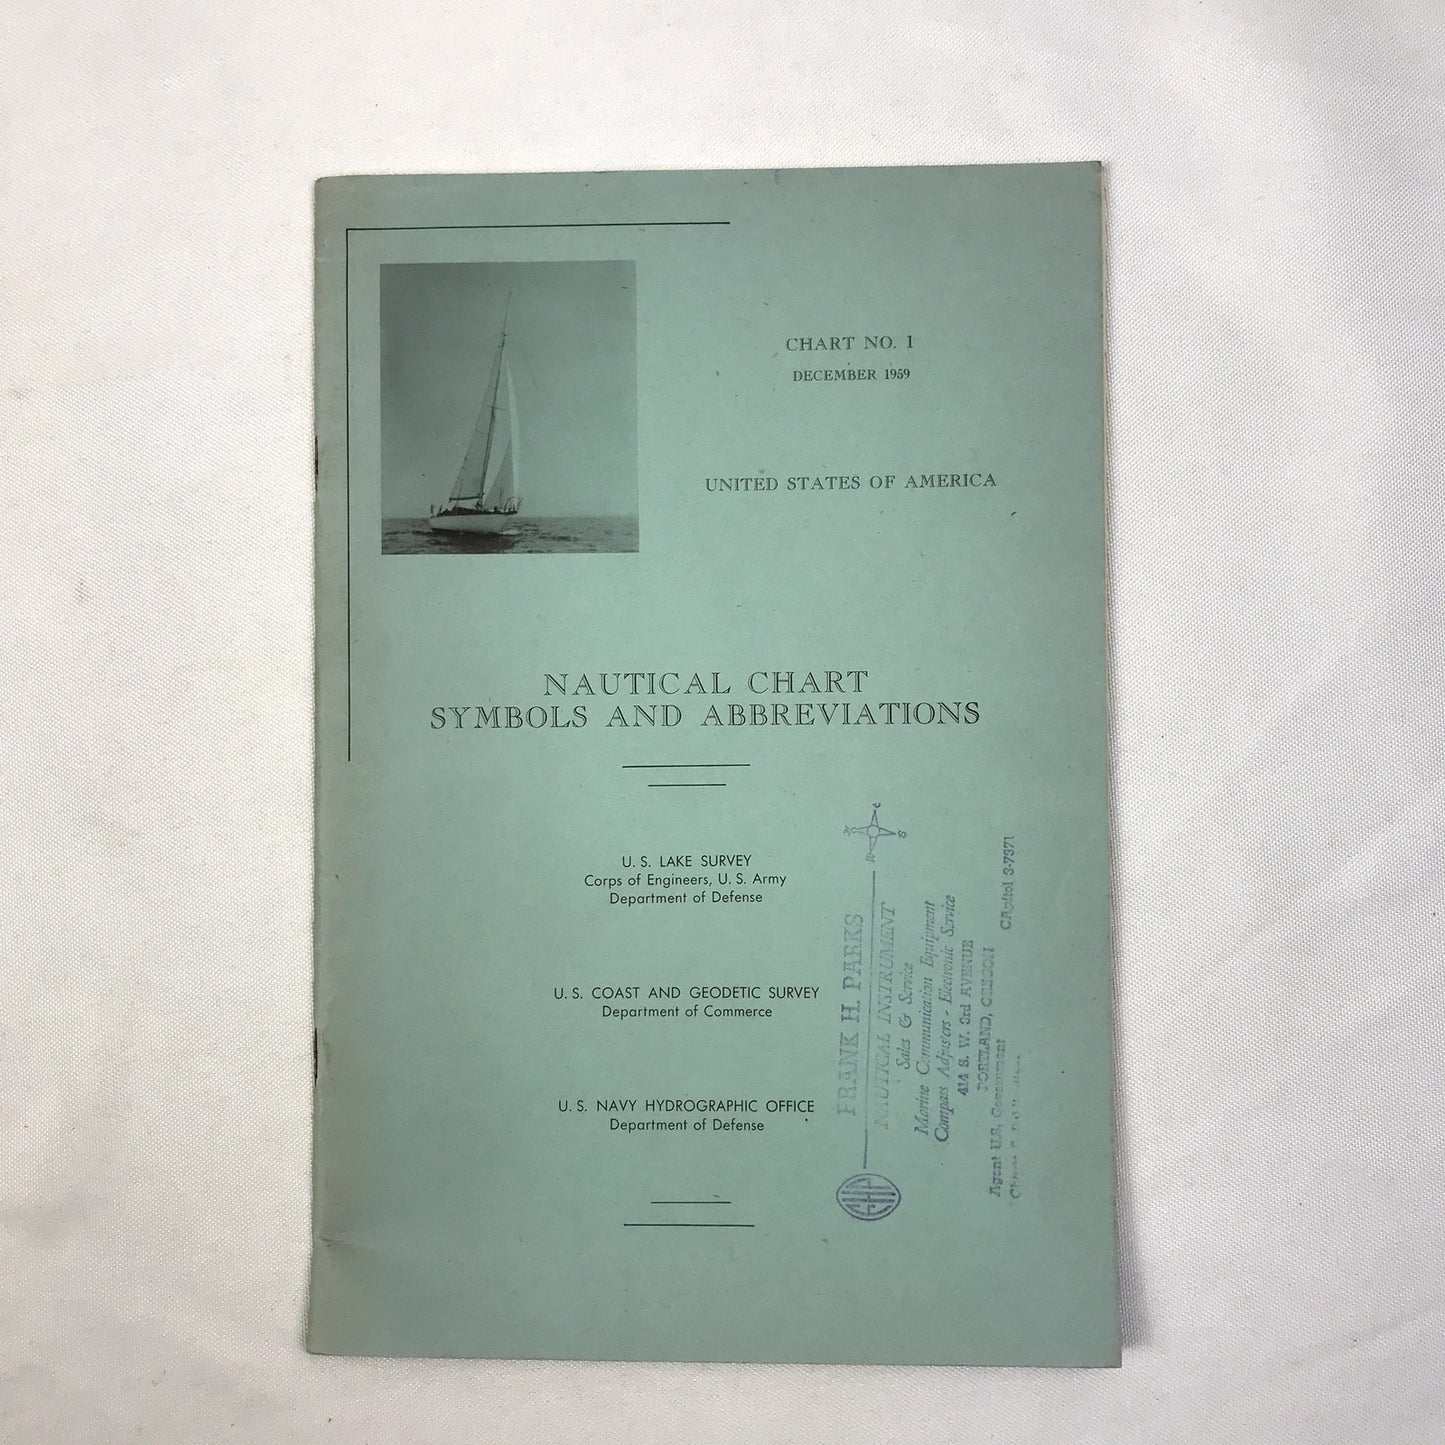 CHART NO. 1
DECEMBER 1959
UNITED STATES OF AMERICA
NAUTICAL CHART
SYMBOLS AND ABBREVIATIONS
U. S. LAKE SURVEY
Corps of Engineers, U. S. Army
Department of Defense
U. S. COAST AND GEODETIC SURVEY
Department of Commerce
U. S. NAVY HYDROGRAPHIC OFFICE
Department of Defense
S
FRANK H. PARKS
NAUTICAL INSTRUMENT
Sales & Service
Marine Communication Equipment
Compass Adjusters - Electronic Service
414 S. W. 3rd AVENUE
PORTLAND, OREGON CApitol 3-7371
Agent U.S. Government